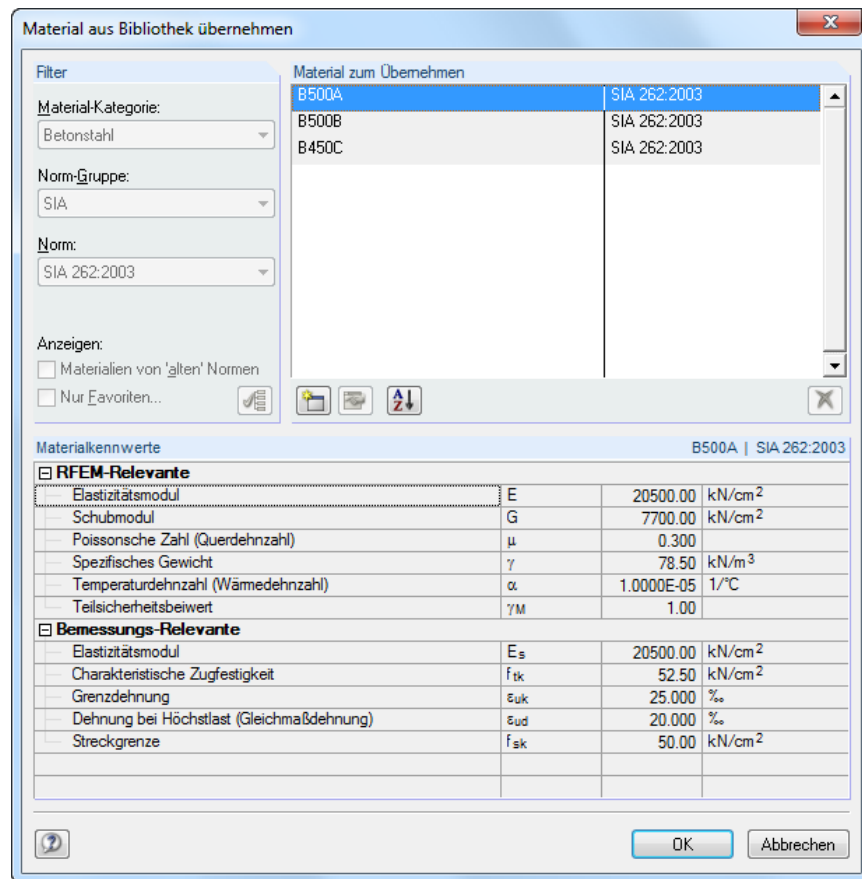 Material aus Bibliothek übernehmen
Filter
Material-Kategorie:
Betonstahl
Norm-Gruppe:
SIA
Norm:
SIA 262:2003
Anzeigen:
Materialien von 'alten' Normen
Nur Favoriten...
Material zum Übernehmen
B500A SIA 262:2003
B500B SIA 262:2003
B450C SIA 262:2003
Materialkennwerte B500A | SIA 262:2003
RFEM-Relevante
Elastizitätsmodul E 20500.00 kN/cm2
Schubmodul G 7700.00 kN/cm2
Poissonsche Zahl (Querdehnzahl) μ 0.300
Spezifisches Gewicht γ 78.50 kN/m3
Temperaturdehnzahl (Wärmedehnzahl) α 1.0000E-05 1/°C
Teilsicherheitsbeiwert γM 1.00
Bemessungs-Relevante
Elastizitätsmodul Es 20500.00 kN/cm2
Charakteristische Zugfestigkeit ftk 52.50 kN/cm2
Grenzdehnung εuk 25.000 ‰
Dehnung bei Höchstlast (Gleichmaßdehnung) εud 20.000 ‰
Streckgrenze fsk 50.00 kN/cm2
OK
Abbrechen